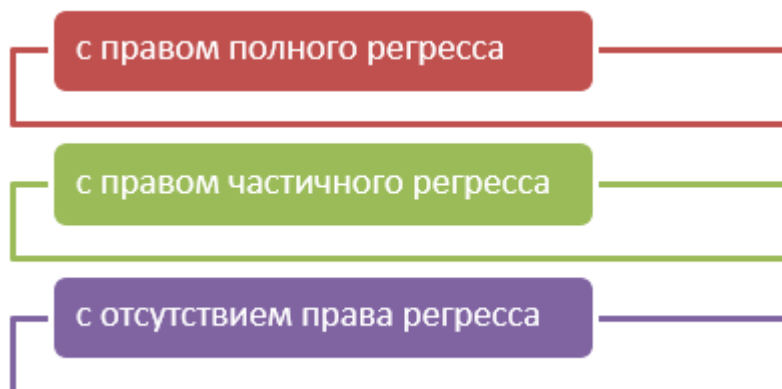 с правом полного регресса
с правом частичного регресса
с отсутствием права регресса